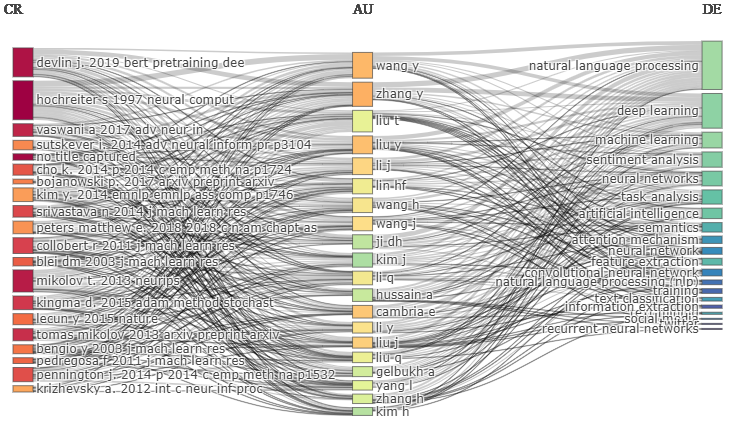 CR AU DE
devlin j. 2019 bert pretraining dee
hochreiter s 1997 neural comput
vaswani a 2017 adv neur in
sutskever i. 2014 adv neural inform pr p3104
no title captured
cho k. 2014 p 2014 c emp meth na p1724
bojanowski p. 2017 arxiv preprint arxiv
kim y. 2014 emnlp emnlp ass comp p1746
srivastava n 2014 j mach learn res
peters matthew e. 2018 2018 c n am chapt as
collobert r 2011 j mach learn res
blei dm 2003 j mach learn res
mikolov t. 2013 neurips
kingma d. 2015 adam method stochast
lecun y 2015 nature
tomas mikolov 2013 arxiv preprint arxiv
bengio y 2003 j mach learn res
pedregosa f 2011 j mach learn res
pennington j. 2014 p 2014 c emp meth na p1532
krizhevsky a. 2012 int c neur inf proc
wang y
zhang y
liu t
liu y
li j
lin hf
wang h
wang j
ji dh
kim j
li q
hussain a
cambria e
li y
liu j
liu q
gelbukh a
yang l
zhang h
kim h
natural language processing
deep learning
machine learning
sentiment analysis
neural networks
task analysis
artificial intelligence
semantics
attention mechanism
neural network
feature extraction
convolutional neural network
natural language processing (nlp)
training
text classification
information extraction
social media
recurrent neural networks